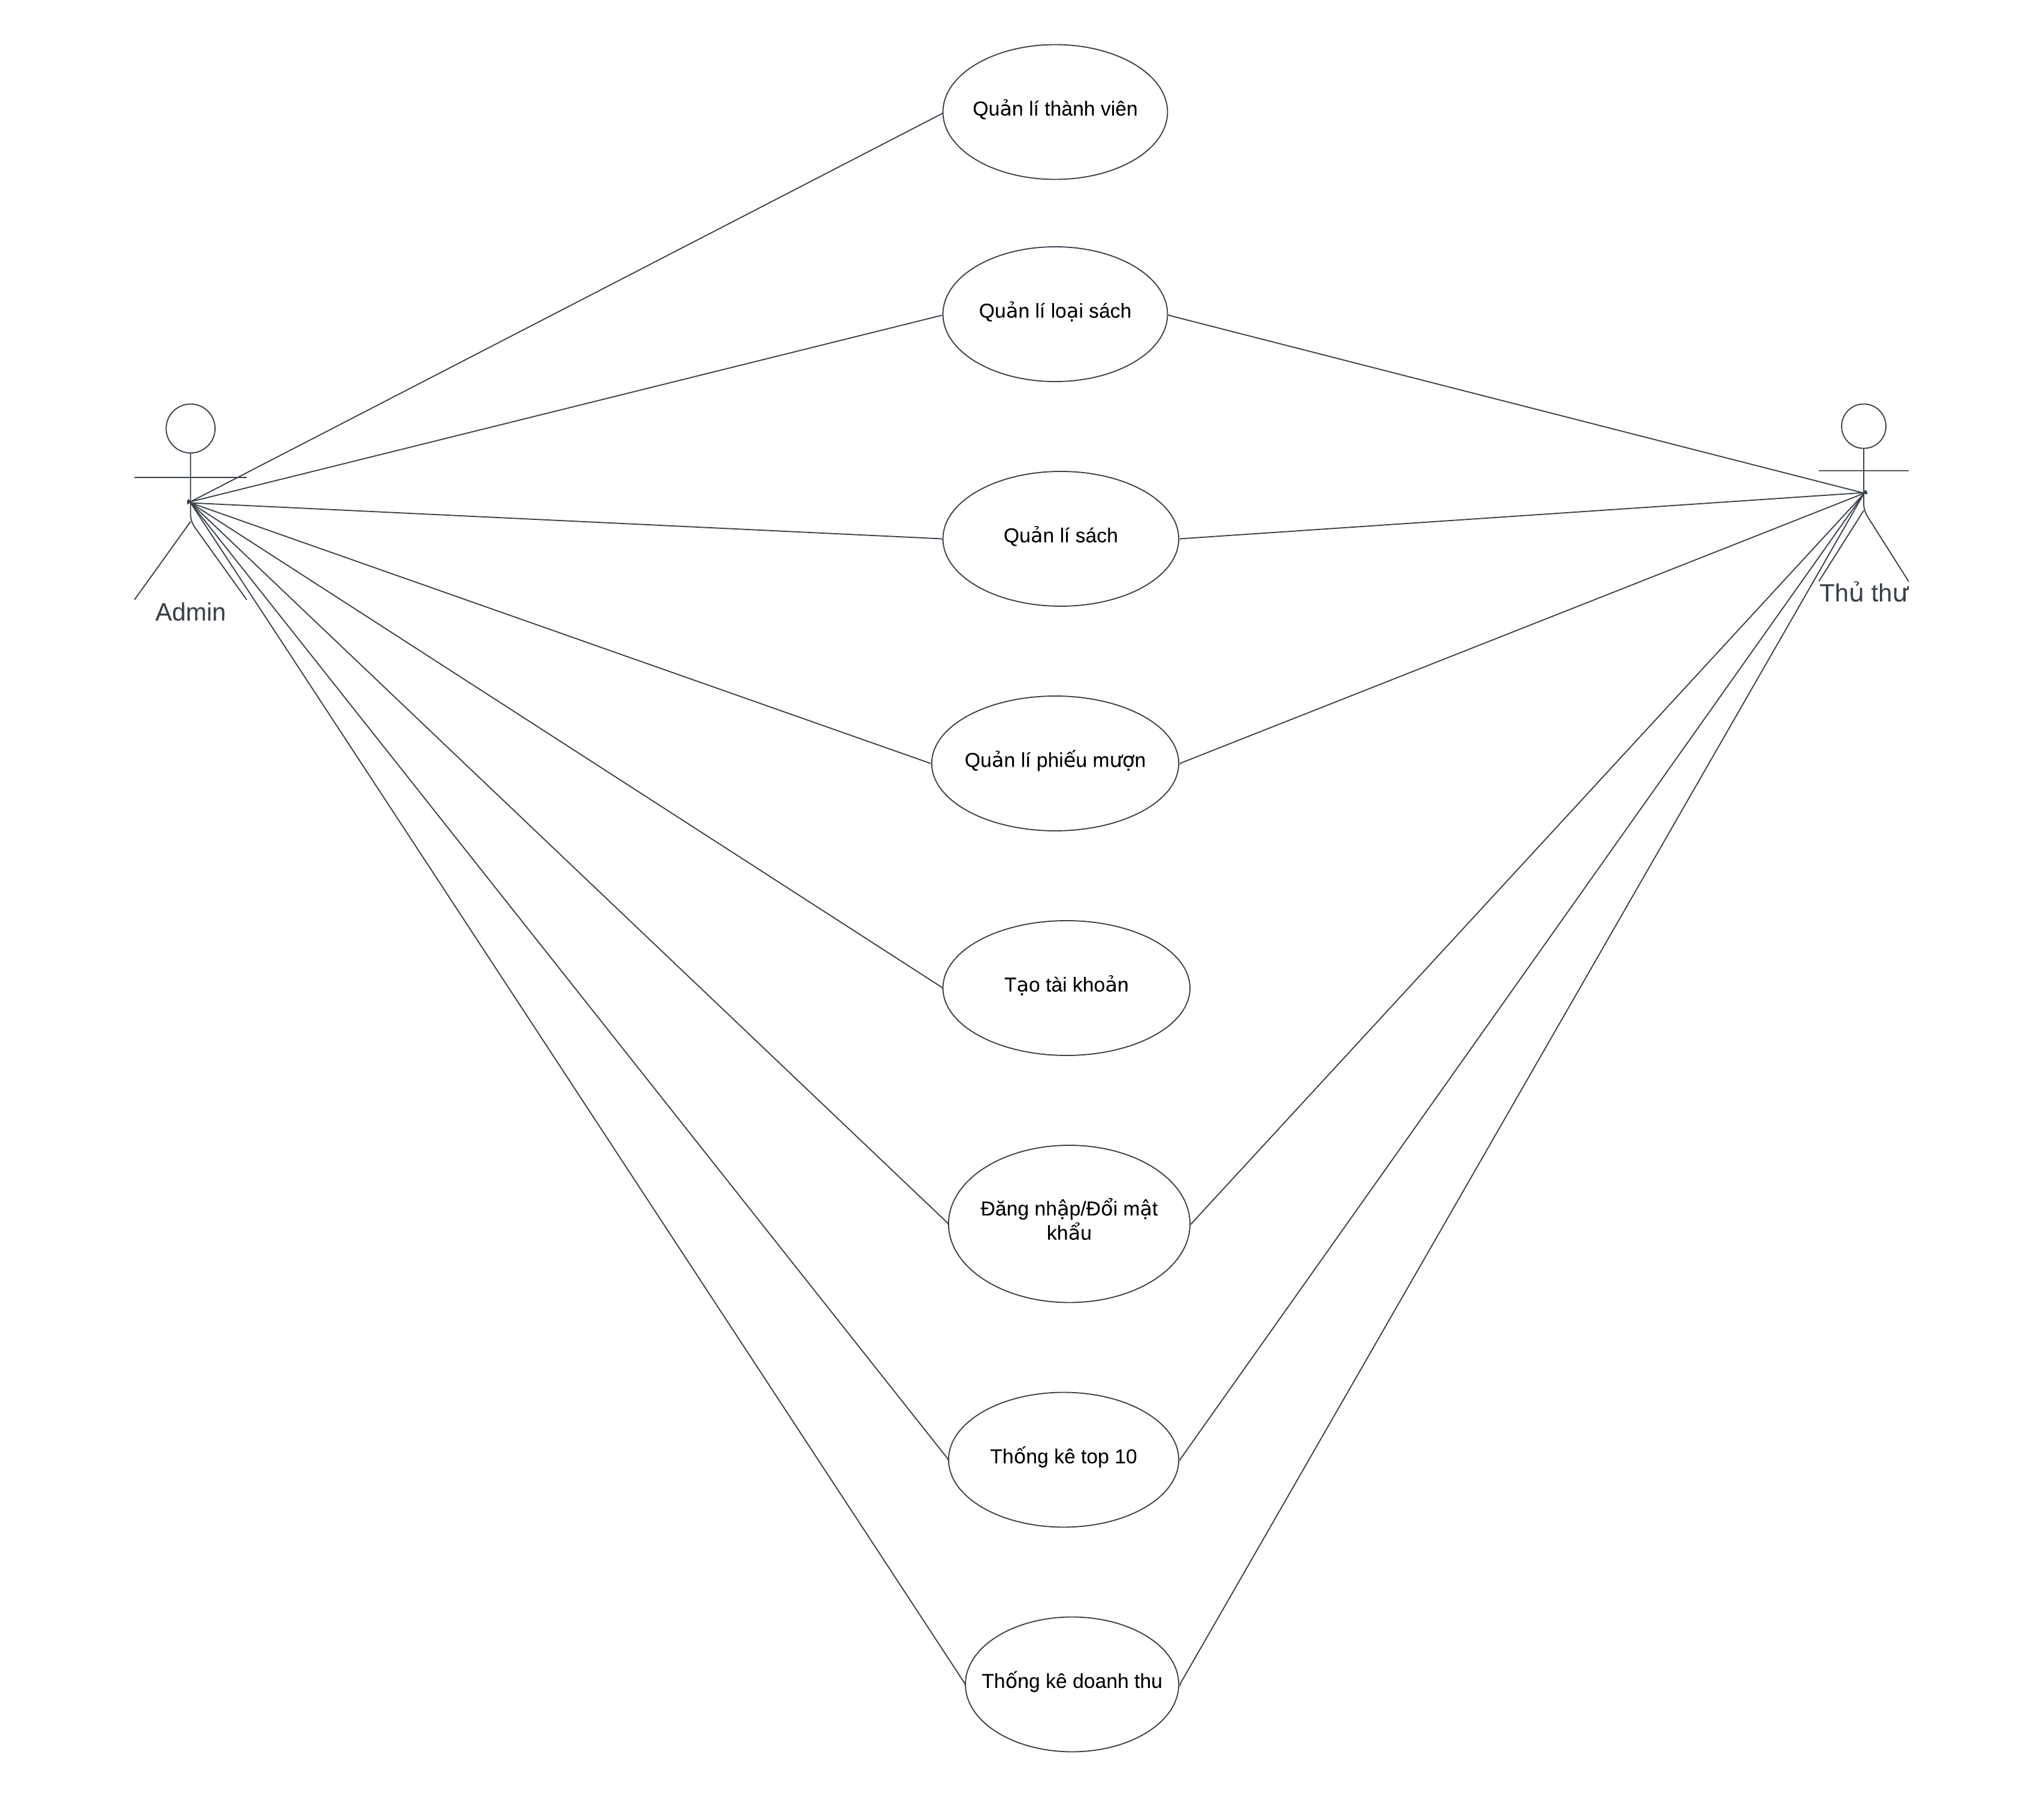 Quản lí thành viên
Quản lí loại sách
Quản lí sách
Admin
Thủ thư
Quản lí phiếu mượn
Tạo tài khoản
Đăng nhập/Đổi mật
khẩu
Thống kê top 10
Thống kê doanh thu